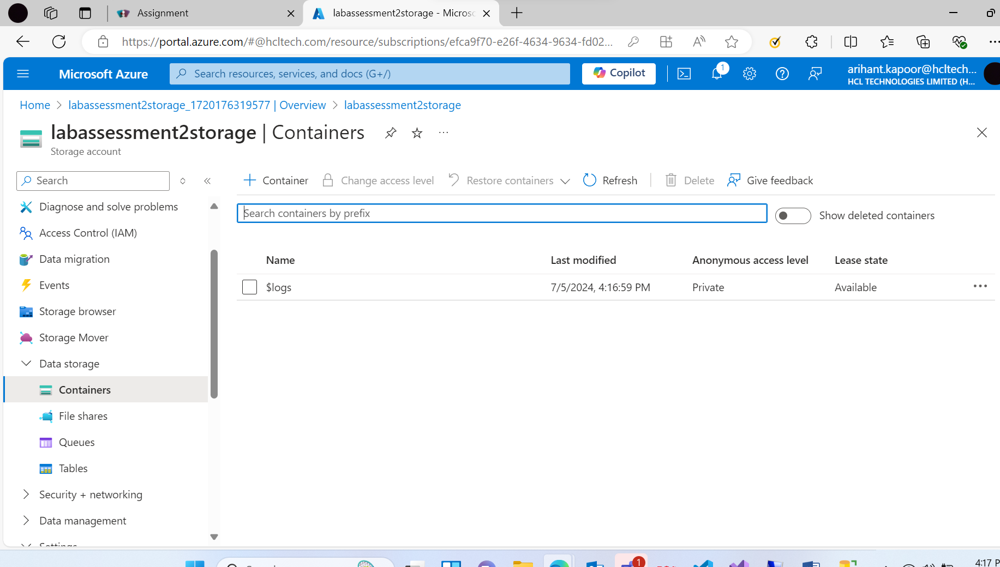 Assignment
labassessment2storage - Microsc
https://portal.azure.com/#@hcltech.com/resource/subscriptions/efca9f70-e26f-4634-9634-fd02...
Microsoft Azure
Search resources, services, and docs (G+/)
Copilot
1
arihant.kapoor@hcltech...
HCL TECHNOLOGIES LIMITED (H...
Home > labassessment2storage_1720176319577 | Overview > labassessment2storage
labassessment2storage | Containers
Storage account
Search
Container
Change access level
Restore containers
Refresh
Delete
Give feedback
Search containers by prefix
Show deleted containers
Diagnose and solve problems
Access Control (IAM)
Data migration
Events
Storage browser
Storage Mover
Data storage
Containers
File shares
Queues
Tables
Security + networking
Data management
Settings
Name Last modified Anonymous access level Lease state
$logs 7/5/2024, 4:16:59 PM Private Available
1
4:17 P